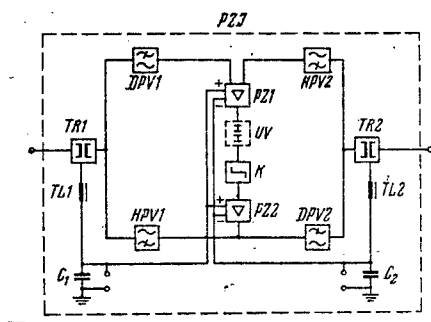 PZJ
DPV1
HPV2
+
PZ1
-
TR1
UV
TR2
TL1
K
TL2
+
HPV1
PZ2
-
DPV2
C1
C2